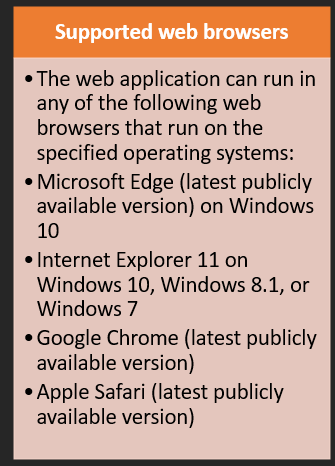 Supported web browsers
•The web application can run in
any of the following web
browsers that run on the
specified operating systems:
•Microsoft Edge (latest publicly
available version) on Windows
10
•Internet Explorer 11 on
Windows 10, Windows 8.1, or
Windows 7
•Google Chrome (latest publicly
available version)
•Apple Safari (latest publicly
available version)